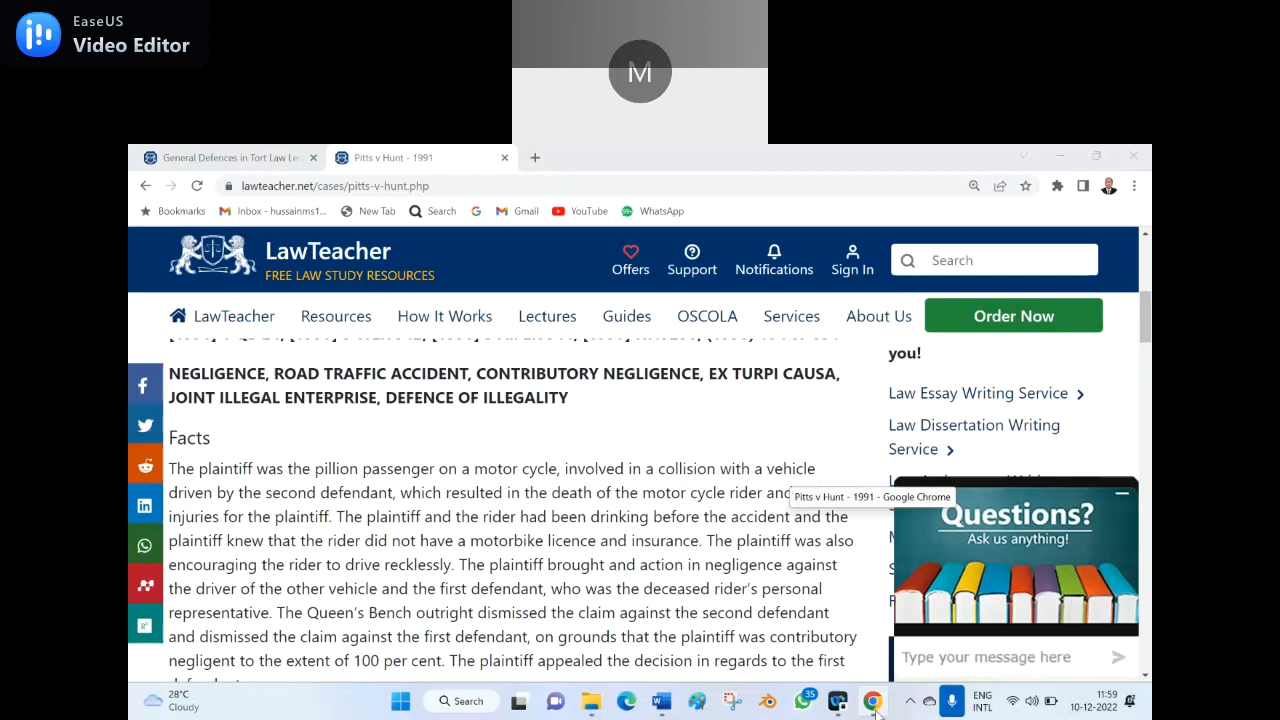 EaseUS
Video Editor
M
General Defences in Tort Law Le
Pitts v Hunt - 1991
lawteacher.net/cases/pitts-v-hunt.php
Bookmarks
Inbox - hussainms1...
New Tab
Search
Gmail
YouTube
WhatsApp
LawTeacher
FREE LAW STUDY RESOURCES
Offers
Support
Notifications
Sign In
Search
LawTeacher
Resources
How It Works
Lectures
Guides
OSCOLA
Services
About Us
Order Now
NEGLIGENCE, ROAD TRAFFIC ACCIDENT, CONTRIBUTORY NEGLIGENCE, EX TURPI CAUSA,
JOINT ILLEGAL ENTERPRISE, DEFENCE OF ILLEGALITY
Facts
The plaintiff was the pillion passenger on a motor cycle, involved in a collision with a vehicle
driven by the second defendant, which resulted in the death of the motor cycle rider and
injuries for the plaintiff. The plaintiff and the rider had been drinking before the accident and the
plaintiff knew that the rider did not have a motorbike licence and insurance. The plaintiff was also
encouraging the rider to drive recklessly. The plaintiff brought and action in negligence against
the driver of the other vehicle and the first defendant, who was the deceased rider's personal
representative. The Queen's Bench outright dismissed the claim against the second defendant
and dismissed the claim against the first defendant, on grounds that the plaintiff was contributory
negligent to the extent of 100 per cent. The plaintiff appealed the decision in regards to the first
you!
Law Essay Writing Service
Law Dissertation Writing
Service
Pitts v Hunt - 1991 - Google Chrome
Questions?
Ask us anything!
Type your message here
28°C
Cloudy
Search
35
ENG
INTL
11:59
10-12-2022